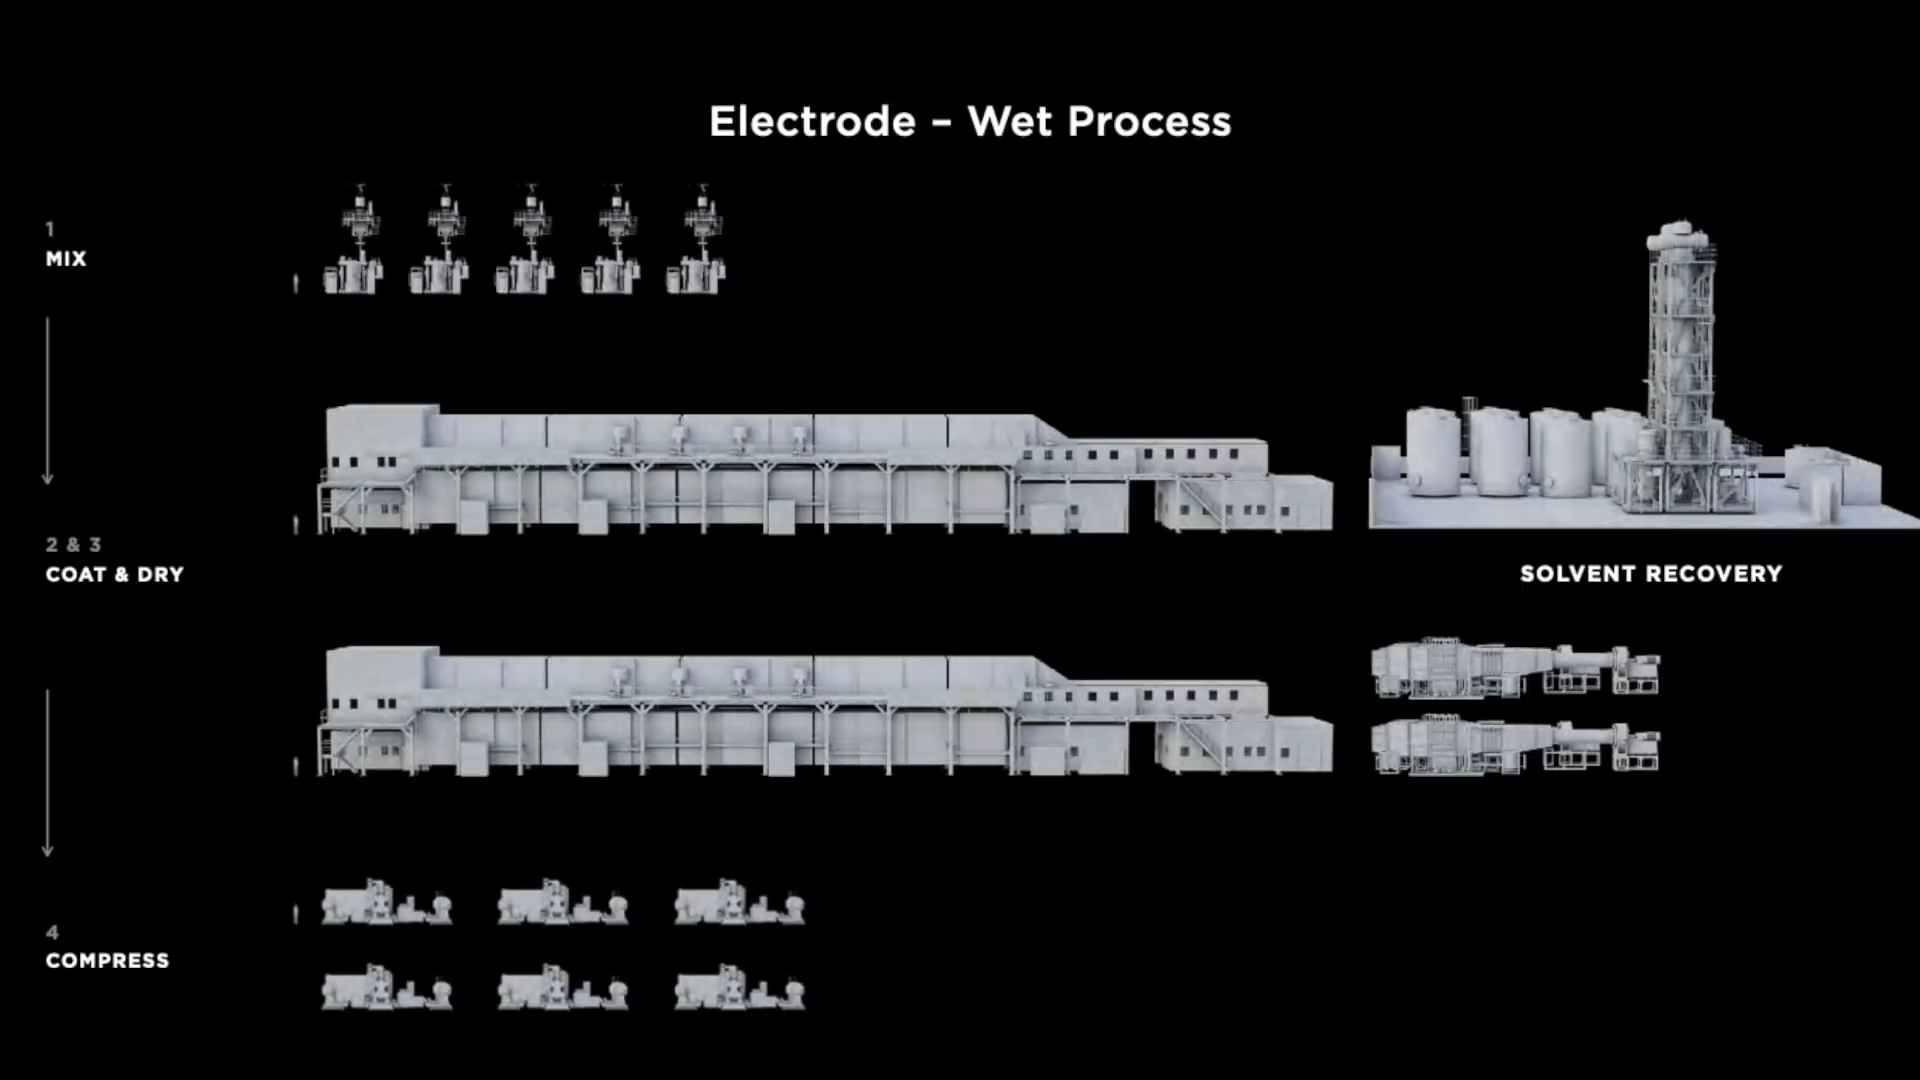 Electrode – Wet Process
1
MIX
2 & 3
COAT & DRY
SOLVENT RECOVERY
4
COMPRESS